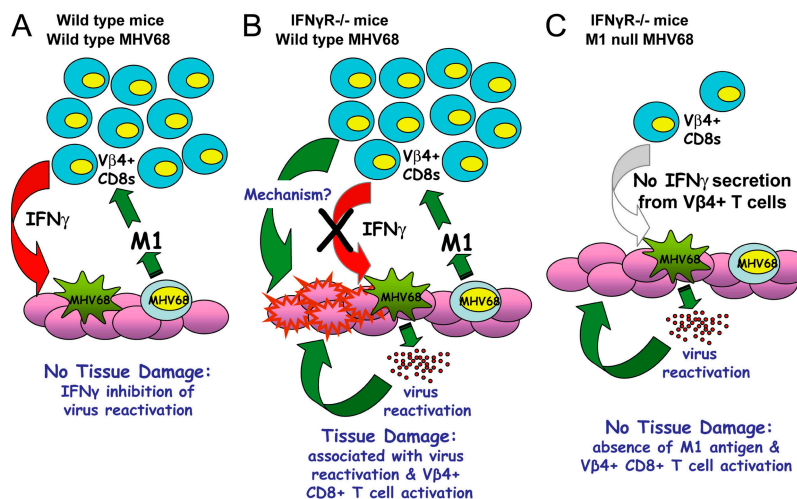 A
Wild type mice
Wild type MHV68
Vβ4+
CD8s
IFNγ
M1
MHV68
MHV68
No Tissue Damage:
IFNγ inhibition of
virus reactivation
B
IFNγR-/- mice
Wild type MHV68
Vβ4+
CD8s
Mechanism?
IFNγ
M1
MHV68
MHV68
virus
reactivation
Tissue Damage:
associated with virus
reactivation & Vβ4+
CD8+ T cell activation
C
IFNγR-/- mice
M1 null MHV68
Vβ4+
CD8s
No IFNγ secretion
from Vβ4+ T cells
MHV68
MHV68
virus
reactivation
No Tissue Damage:
absence of M1 antigen &
Vβ4+ CD8+ T cell activation